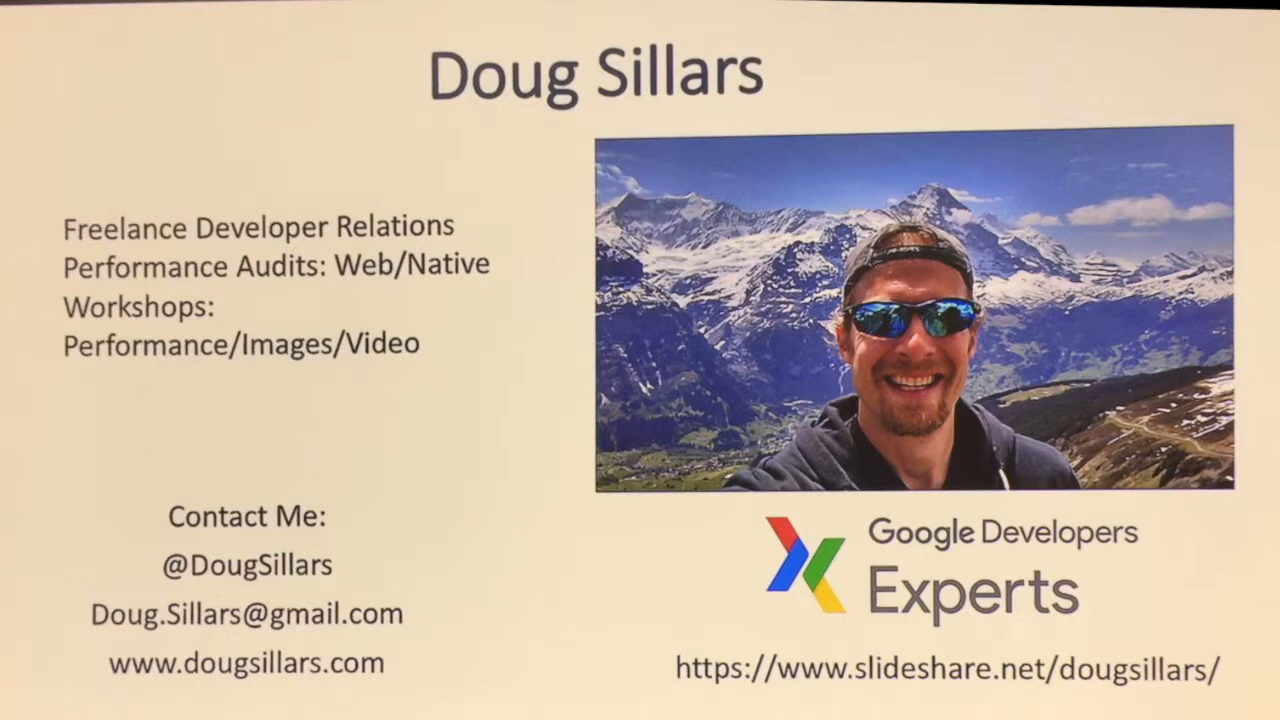 Doug Sillars
Freelance Developer Relations
Performance Audits: Web/Native
Workshops:
Performance/Images/Video
Contact Me:
@DougSillars
Doug.Sillars@gmail.com
www.dougsillars.com
Google Developers
Experts
https://www.slideshare.net/dougsillars/